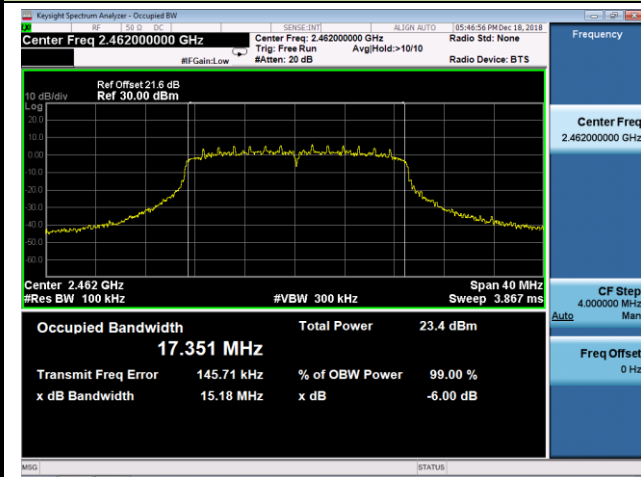 Keysight Spectrum Analyzer - Occupied BW
RF 50 Ω DC SENSE:INT ALIGN AUTO 05:46:56 PM Dec 18, 2018
Center Freq 2.462000000 GHz
Center Freq: 2.462000000 GHz
Radio Std: None
Trig: Free Run Avg|Hold:>10/10
#IFGain:Low #Atten: 20 dB
Radio Device: BTS
Frequency
Ref Offset 21.6 dB
10 dB/div Ref 30.00 dBm
Log
20.0
10.0
0.00
-10.0
-20.0
-30.0
-40.0
-50.0
-60.0
Center 2.462 GHz Span 40 MHz
#Res BW 100 kHz #VBW 300 kHz Sweep 3.867 ms
Occupied Bandwidth Total Power 23.4 dBm
17.351 MHz
Transmit Freq Error 145.71 kHz % of OBW Power 99.00 %
x dB Bandwidth 15.18 MHz x dB -6.00 dB
Center Freq
2.462000000 GHz
CF Step
4.000000 MHz
Auto Man
Freq Offset
0 Hz
MSG STATUS